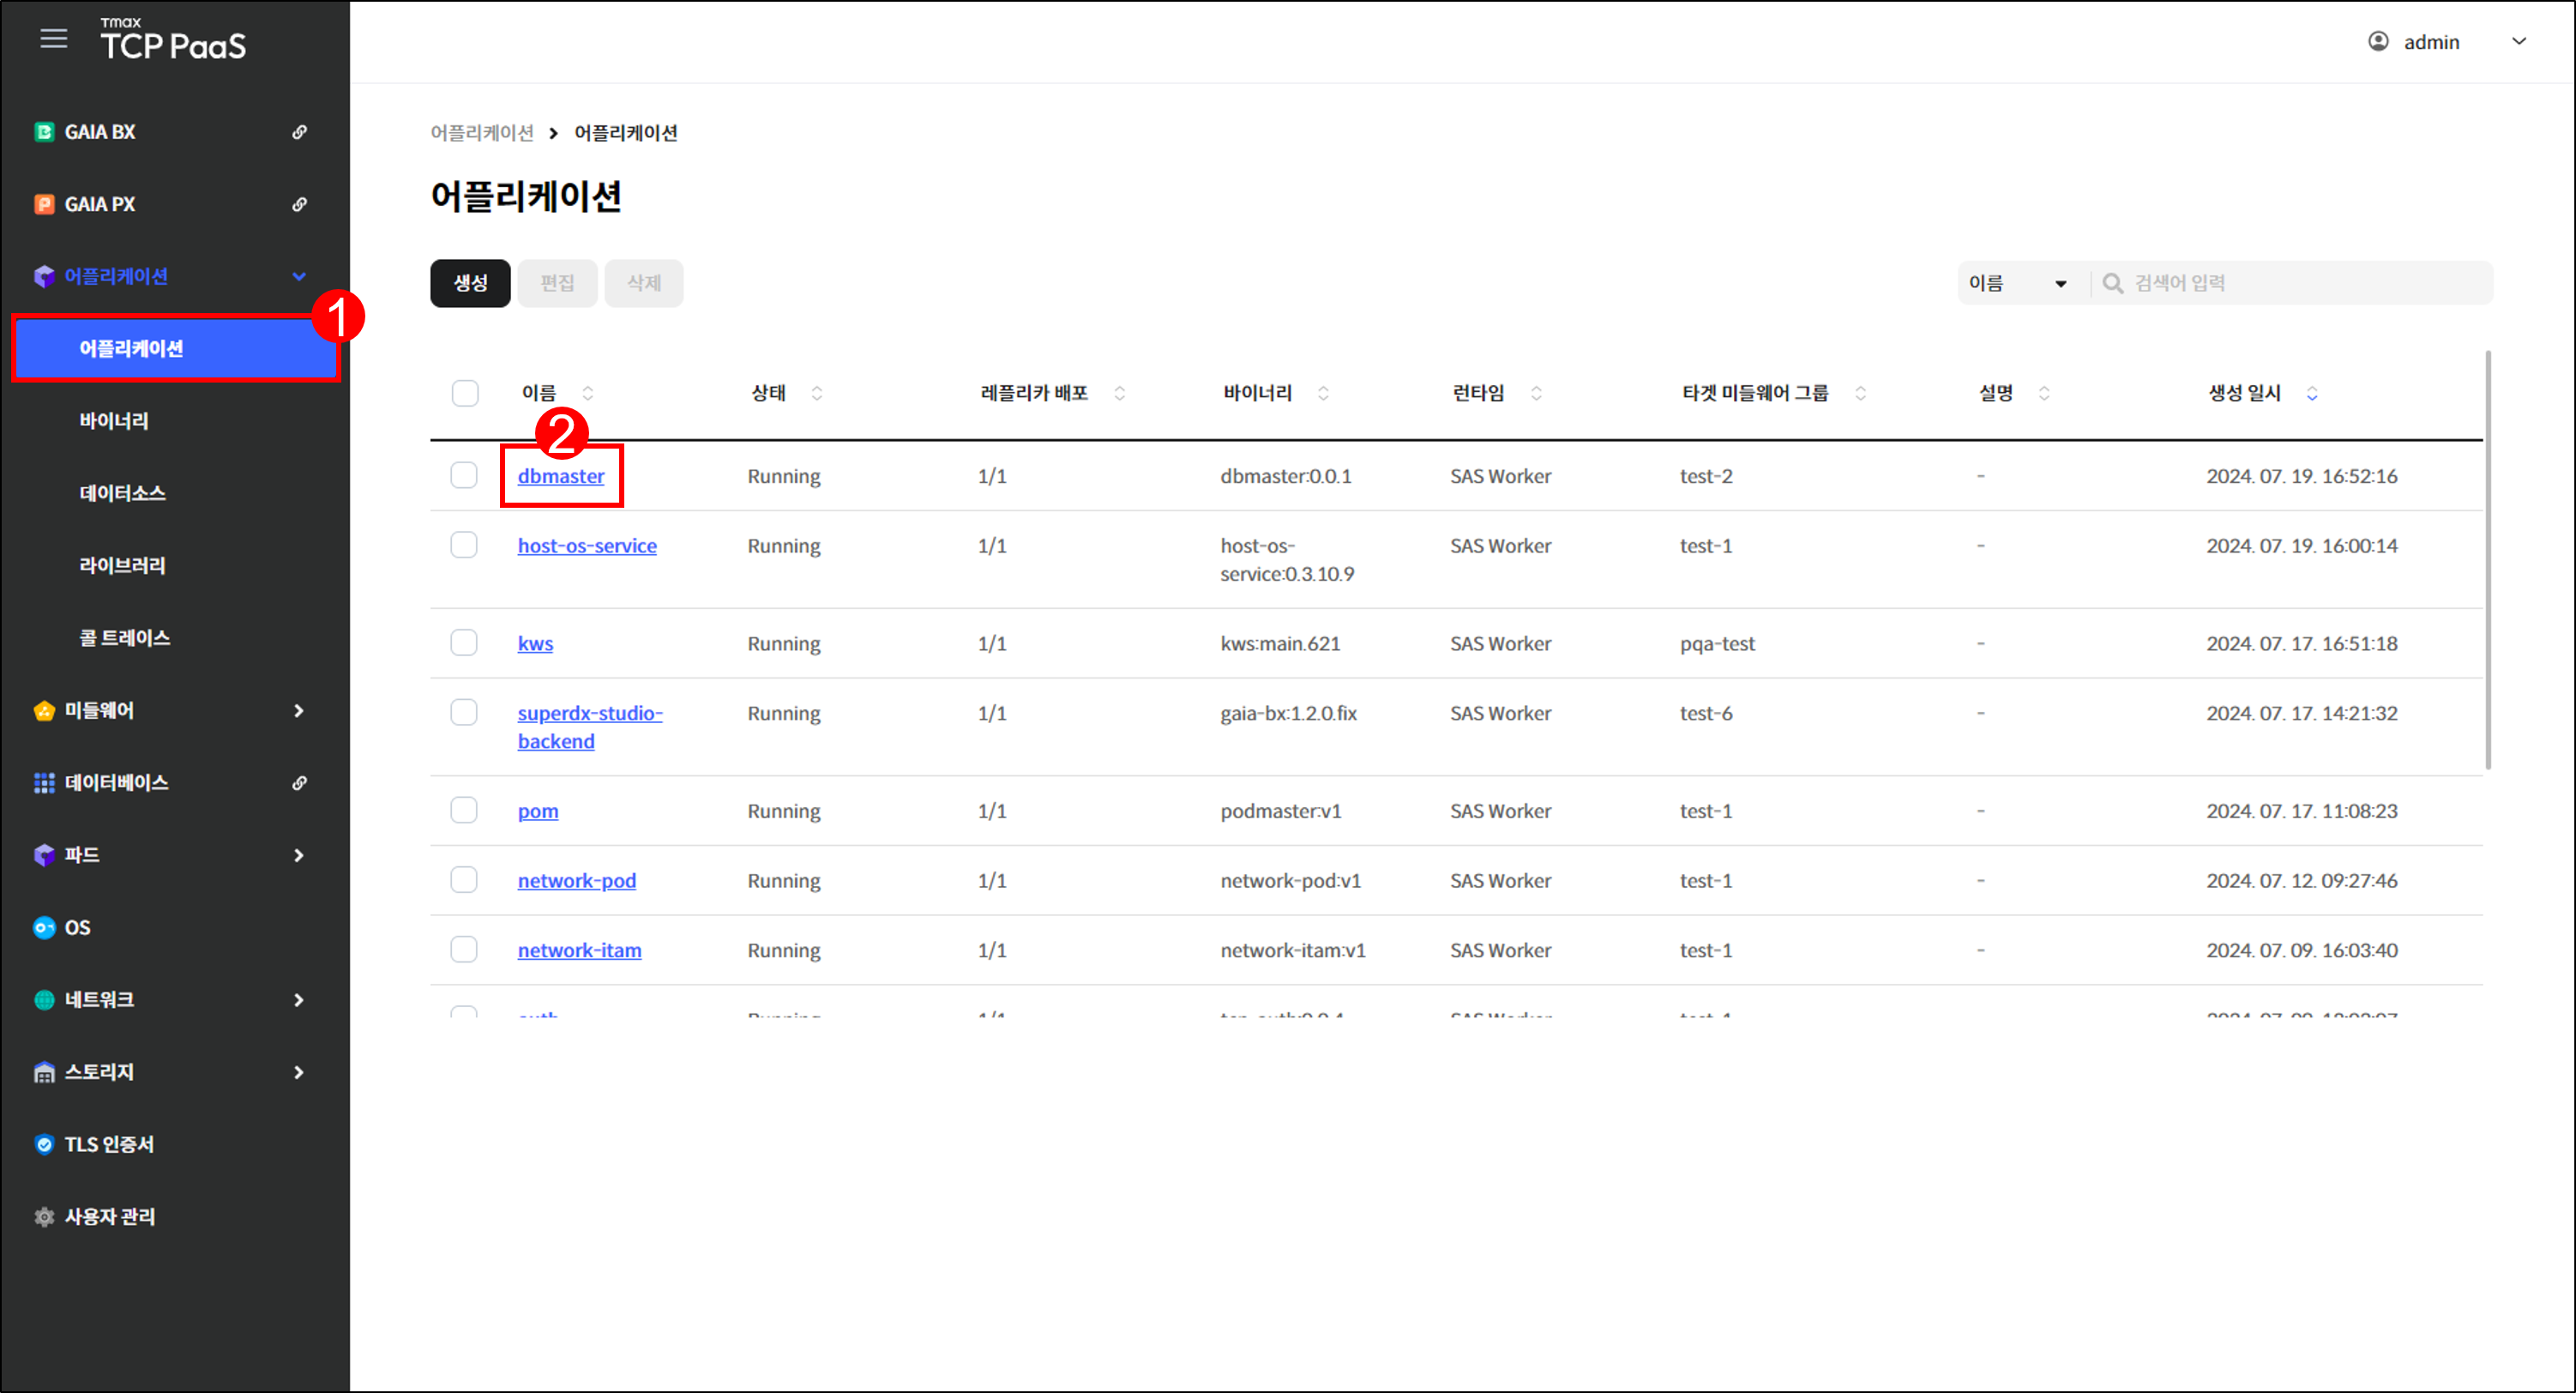 Tmax
TCP PaaS
admin
GAIA BX
GAIA PX
어플리케이션
1
어플리케이션
바이너리
데이터소스
라이브러리
콜 트레이스
미들웨어
데이터베이스
파드
OS
네트워크
스토리지
TLS 인증서
사용자 관리
어플리케이션 > 어플리케이션
어플리케이션
생성 편집 삭제
이름 검색어 입력
이름 상태 레플리카 배포 바이너리 런타임 타겟 미들웨어 그룹 설명 생성 일시
2
dbmaster Running 1/1 dbmaster:0.0.1 SAS Worker test-2 - 2024. 07. 19. 16:52:16
host-os-service Running 1/1 host-os- SAS Worker test-1 - 2024. 07. 19. 16:00:14
service:0.3.10.9
kws Running 1/1 kws:main.621 SAS Worker pqa-test - 2024. 07. 17. 16:51:18
superdx-studio- Running 1/1 gaia-bx:1.2.0.fix SAS Worker test-6 - 2024. 07. 17. 14:21:32
backend
pom Running 1/1 podmaster:v1 SAS Worker test-1 - 2024. 07. 17. 11:08:23
network-pod Running 1/1 network-pod:v1 SAS Worker test-1 - 2024. 07. 12. 09:27:46
network-itam Running 1/1 network-itam:v1 SAS Worker test-1 - 2024. 07. 09. 16:03:40